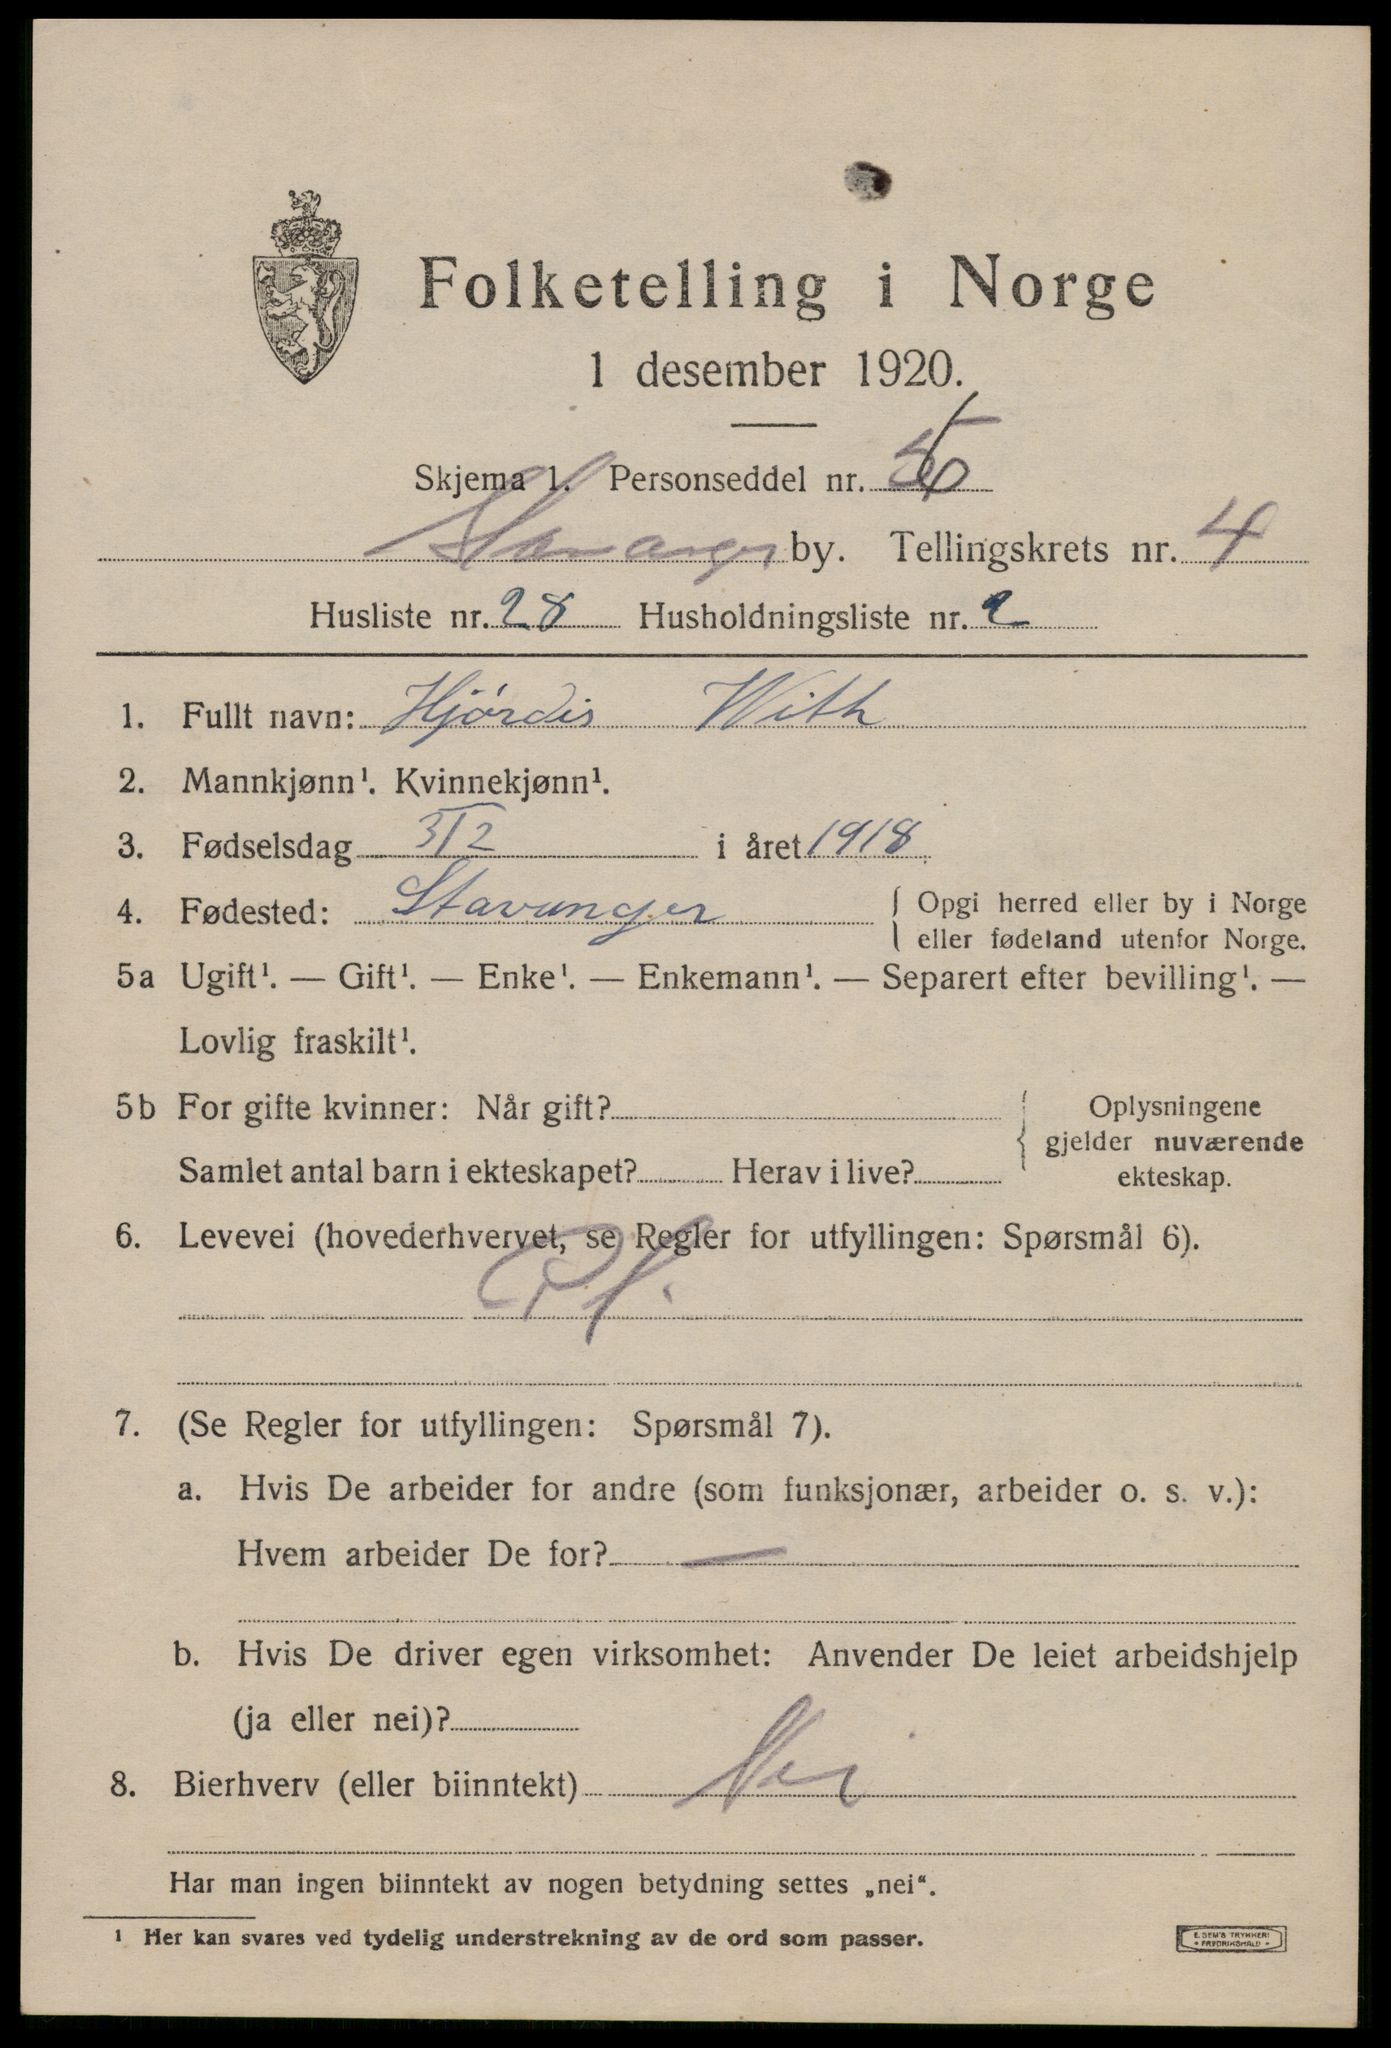 Folketelling i Norge
1 desember 1920.
Skjema 1. Personseddel nr.
Stavanger by. Tellingskrets nr. 4
Husliste nr. 28 Husholdningsliste nr. 2
1. Fullt navn: Hjórdis With
2. Mannkjønn¹. Kvinnekjønn¹.
3. Fødselsdag 3/2 i året 1918
4. Fødested: Stavanger { Opgi herred eller by i Norge
eller fødeland utenfor Norge.
5a Ugift¹. — Gift¹. — Enke¹. — Enkemann¹. — Separert efter bevilling¹. —
Lovlig fraskilt¹.
5b For gifte kvinner: Når gift? { Oplysningene
gjelder nuværende
Samlet antal barn i ekteskapet? Herav i live? ekteskap.
6. Levevei (hovederhvervet, se Regler for utfyllingen: Spørsmål 6).
7. (Se Regler for utfyllingen: Spørsmål 7).
a. Hvis De arbeider for andre (som funksjonær, arbeider o. s. v.):
Hvem arbeider De for? —
b. Hvis De driver egen virksomhet: Anvender De leiet arbeidshjelp
(ja eller nei)?
8. Bierhverv (eller biinntekt) Nei
Har man ingen biinntekt av nogen betydning settes „nei“.
¹ Her kan svares ved tydelig understrekning av de ord som passer.
E. SEM'S TRYKKERI
FREDRIKSHALD